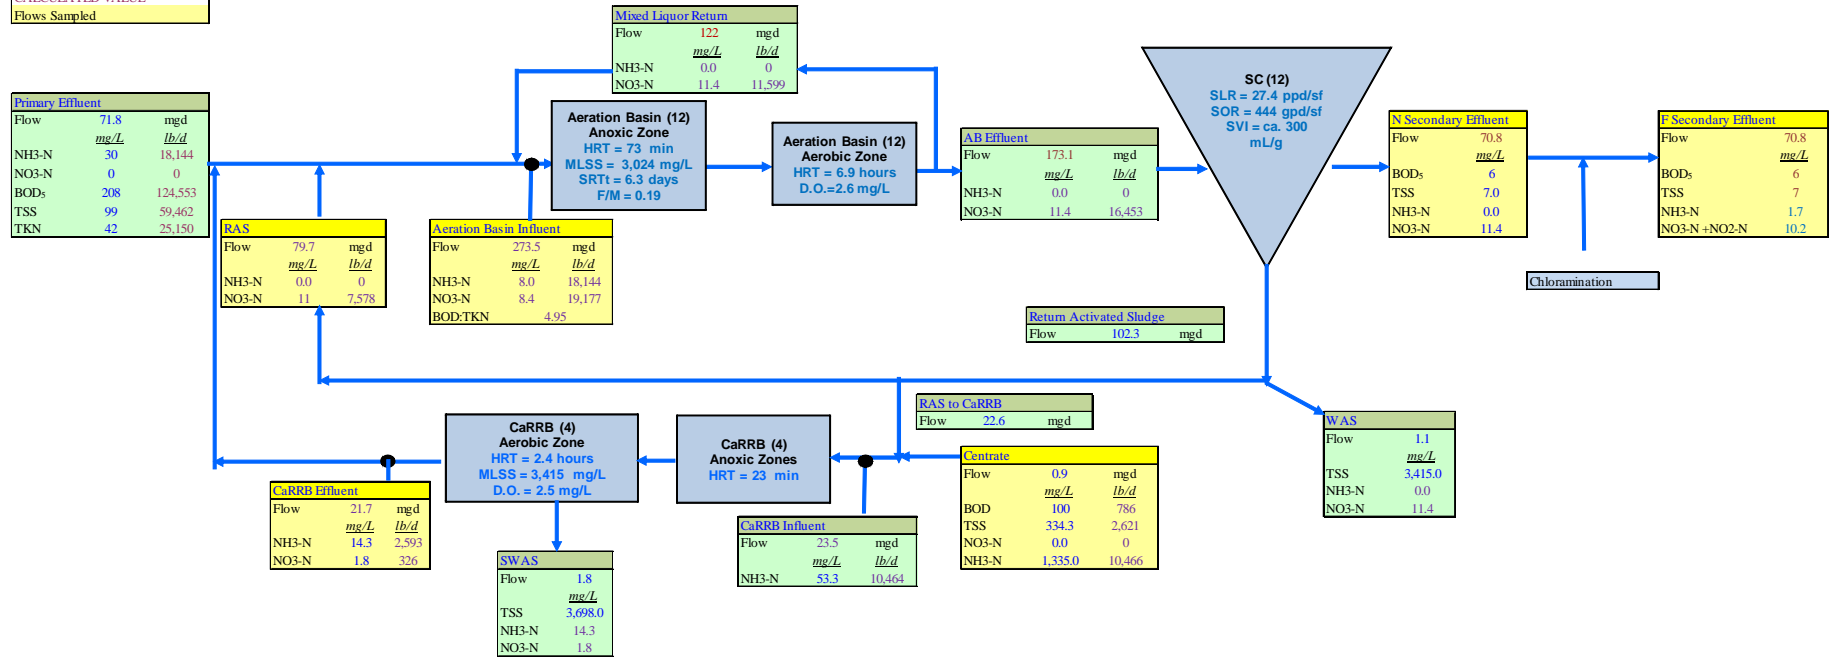 Flows Sampled
Mixed Liquor Return
Flow 122 mgd
mg/L lb/d
NH3-N 0.0 0
NO3-N 11.4 11,599
Primary Effluent
Flow 71.8 mgd
mg/L lb/d
NH3-N 30 18,144
NO3-N 0 0
BOD5 208 124,553
TSS 99 59,462
TKN 42 25,150
Aeration Basin (12)
Anoxic Zone
HRT = 73 min
MLSS = 3,024 mg/L
SRTt = 6.3 days
F/M = 0.19
Aeration Basin (12)
Aerobic Zone
HRT = 6.9 hours
D.O.=2.6 mg/L
AB Effluent
Flow 173.1 mgd
mg/L lb/d
NH3-N 0.0 0
NO3-N 11.4 16,453
SC (12)
SLR = 27.4 ppd/sf
SOR = 444 gpd/sf
SVI = ca. 300
mL/g
N Secondary Effluent
Flow 70.8
mg/L
BOD5 6
TSS 7.0
NH3-N 0.0
NO3-N 11.4
F Secondary Effluent
Flow 70.8
mg/L
BOD5 6
TSS 7
NH3-N 1.7
NO3-N +NO2-N 10.2
RAS
Flow 79.7 mgd
mg/L lb/d
NH3-N 0.0 0
NO3-N 11 7,578
Aeration Basin Influent
Flow 273.5 mgd
mg/L lb/d
NH3-N 8.0 18,144
NO3-N 8.4 19,177
BOD:TKN 4.95
Chloramination
Return Activated Sludge
Flow 102.3 mgd
RAS to CaRRB
Flow 22.6 mgd
WAS
Flow 1.1
mg/L
TSS 3,415.0
NH3-N 0.0
NO3-N 11.4
CaRRB (4)
Aerobic Zone
HRT = 2.4 hours
MLSS = 3,415 mg/L
D.O. = 2.5 mg/L
CaRRB (4)
Anoxic Zones
HRT = 23 min
Centrate
Flow 0.9 mgd
mg/L lb/d
BOD 100 786
TSS 334.3 2,621
NO3-N 0.0 0
NH3-N 1,335.0 10,466
CaRRB Effluent
Flow 21.7 mgd
mg/L lb/d
NH3-N 14.3 2,593
NO3-N 1.8 326
CaRRB Influent
Flow 23.5 mgd
mg/L lb/d
NH3-N 53.3 10,464
SWAS
Flow 1.8
mg/L
TSS 3,698.0
NH3-N 14.3
NO3-N 1.8